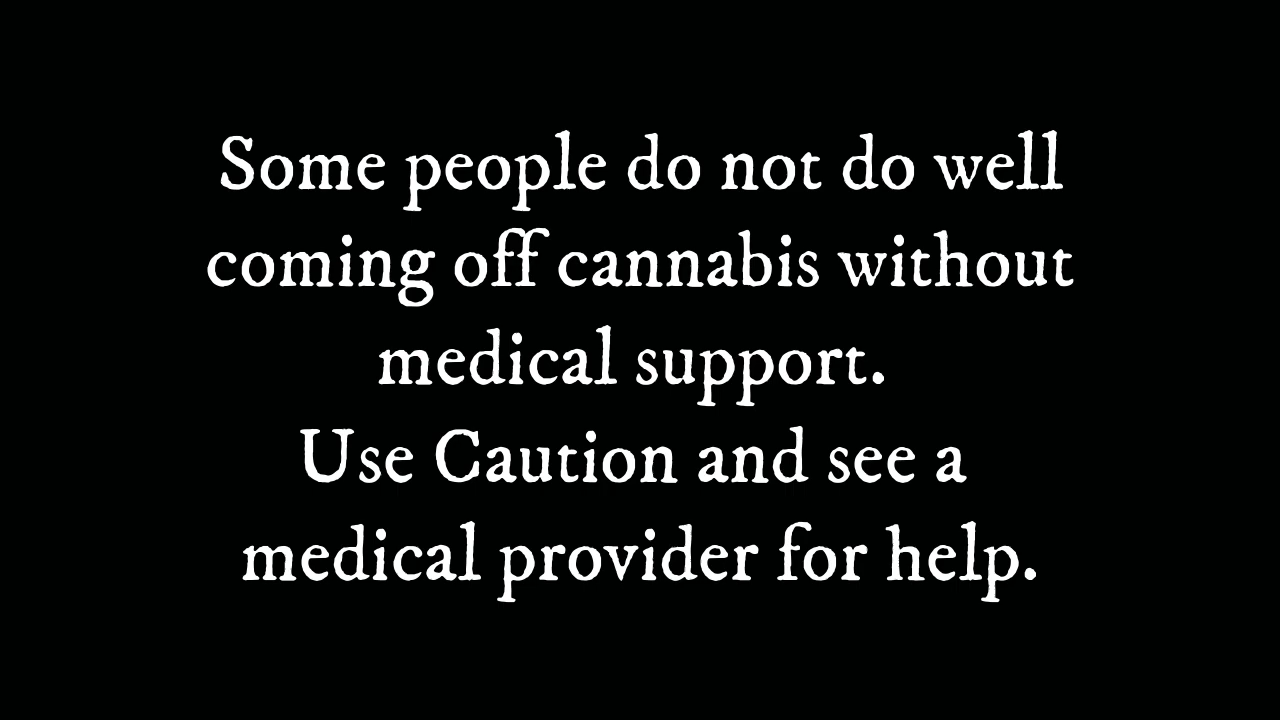 Some people do not do well
coming off cannabis without
medical support.
Use Caution and see a
medical provider for help.